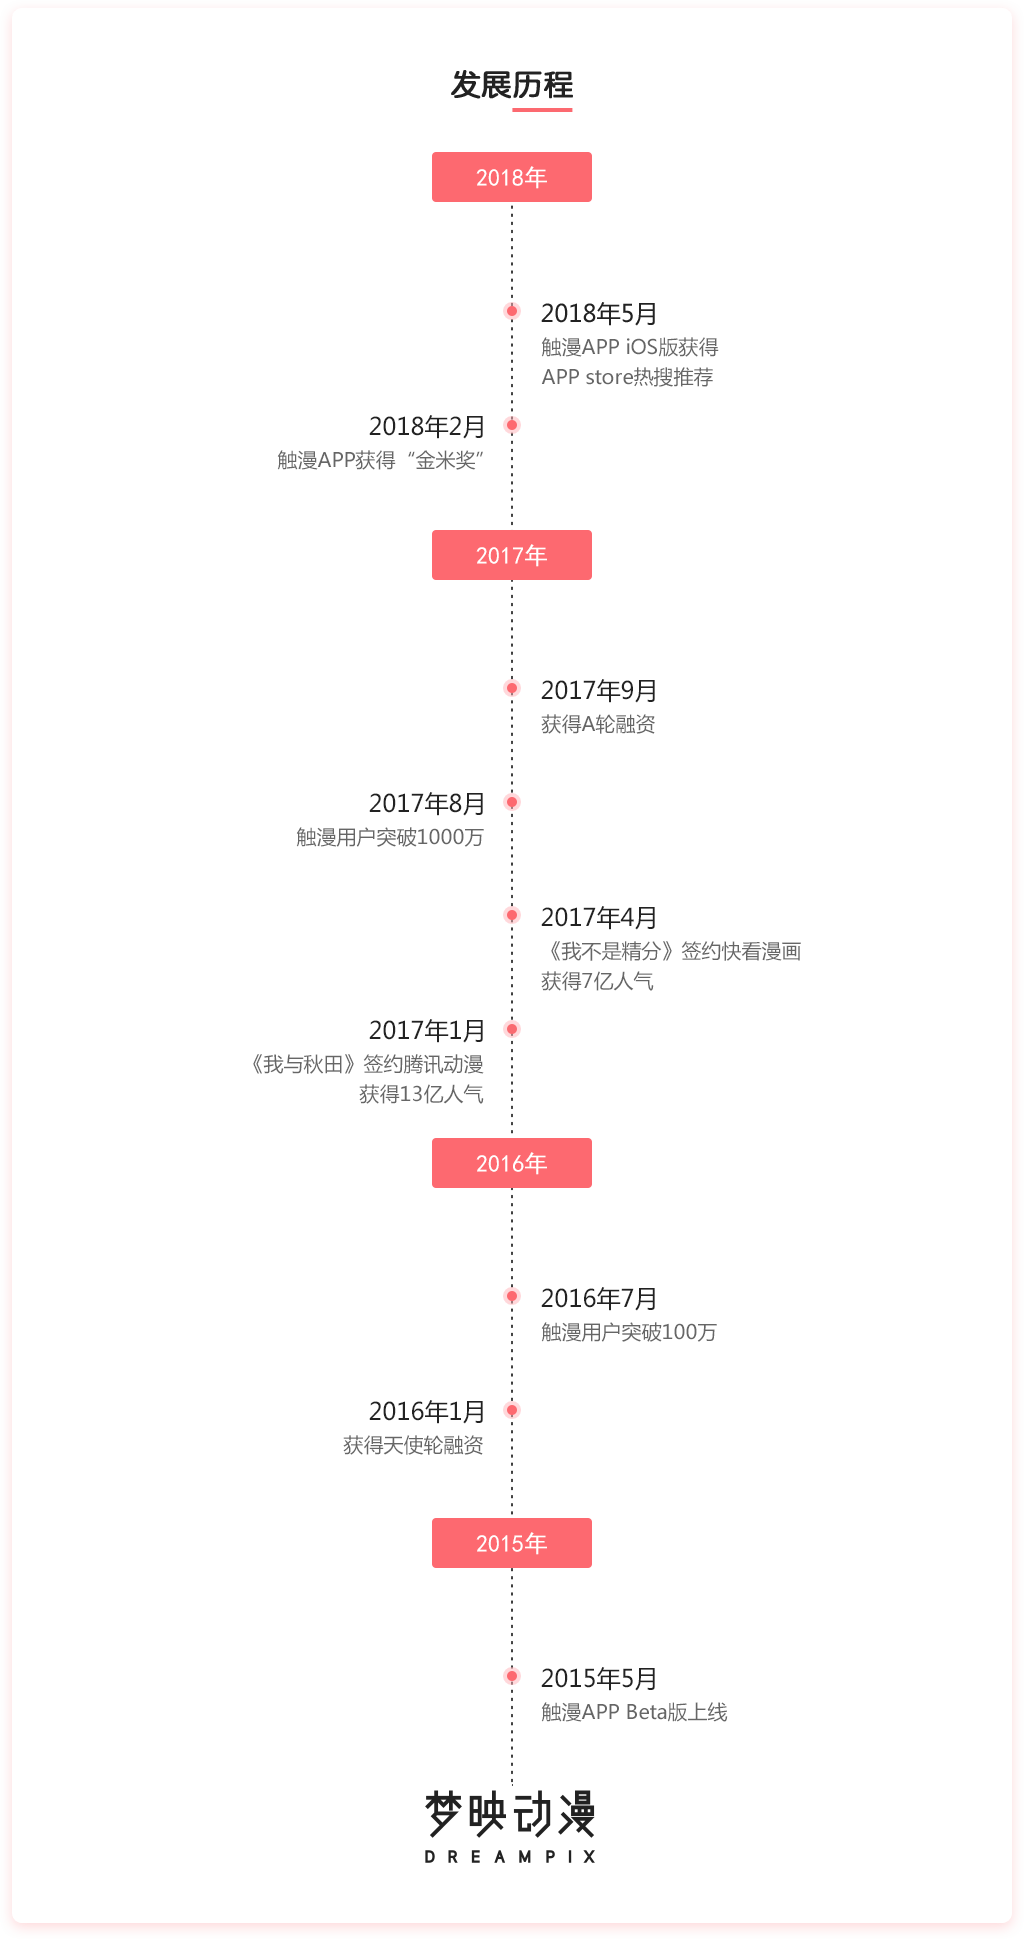 发展历程
2018年
2018年5月
触漫APP iOS版获得
APP store热搜推荐
2018年2月
触漫APP获得“金米奖”
2017年
2017年9月
获得A轮融资
2017年8月
触漫用户突破1000万
2017年4月
《我不是精分》签约快看漫画
获得7亿人气
2017年1月
《我与秋田》签约腾讯动漫
获得13亿人气
2016年
2016年7月
触漫用户突破100万
2016年1月
获得天使轮融资
2015年
2015年5月
触漫APP Beta版上线
梦映动漫
DREAMPIX